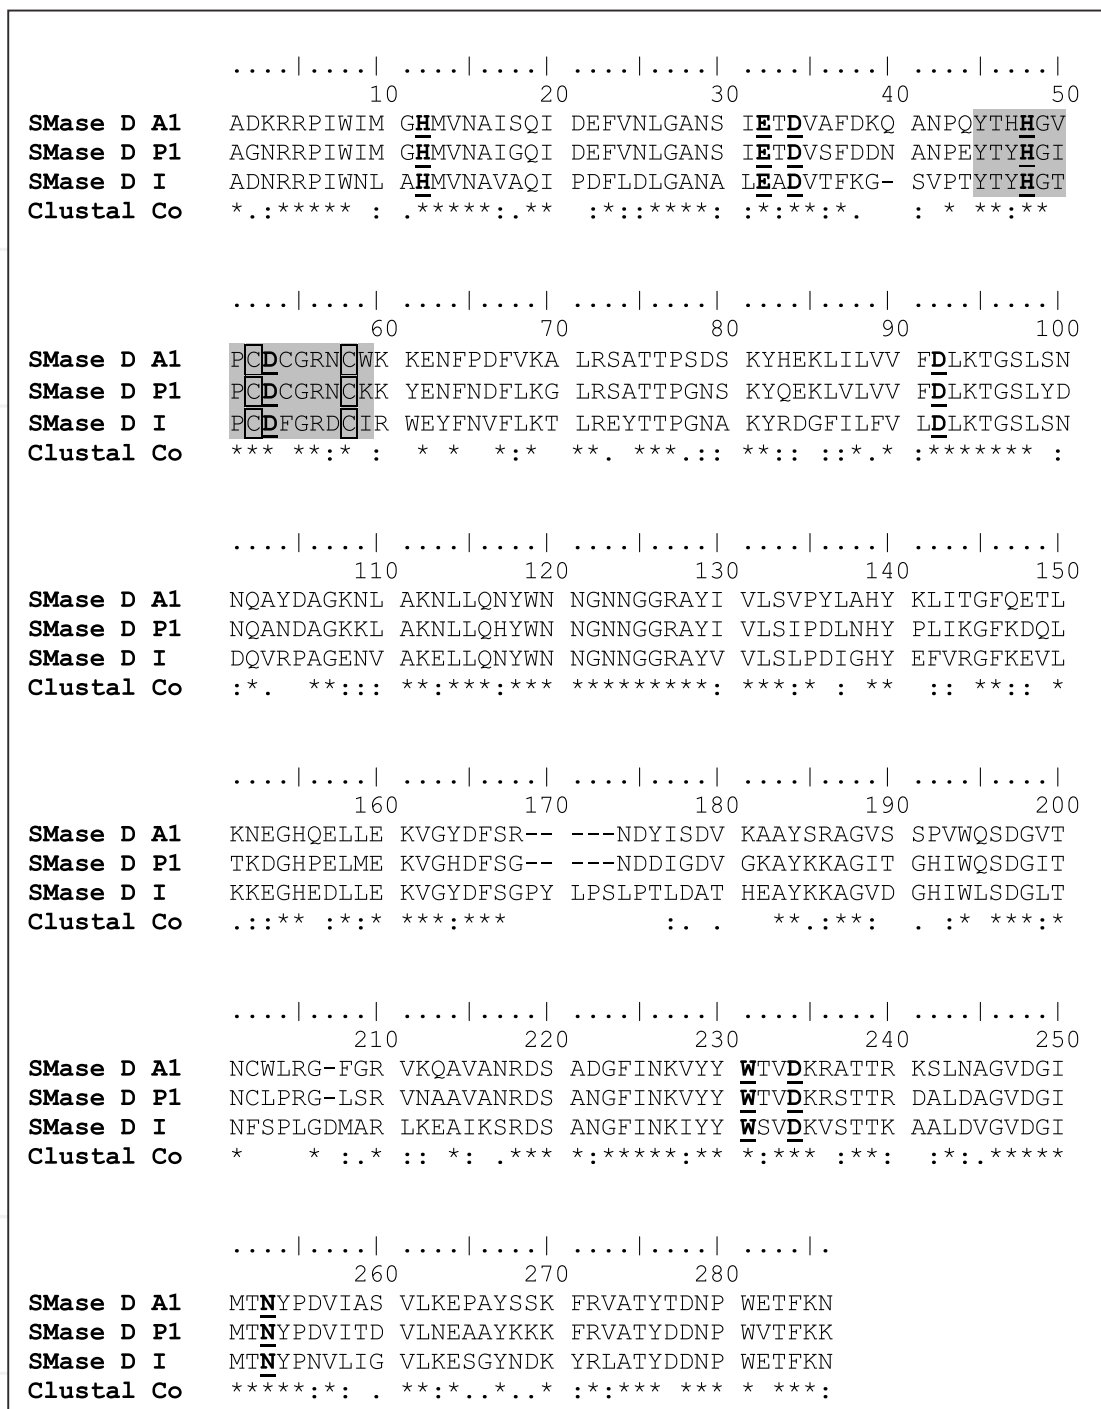 ....|....| ....|....| ....|....| ....|....| ....|....|
10 20 30 40 50
SMase D A1 ADKRRPIWIM GHMVNAISQI DEFVNLGANS IETDVAFDKQ ANPQYTHHGV
SMase D P1 AGNRRPIWIM GHMVNAIGQI DEFVNLGANS IETDVSFDDN ANPEYTYHGI
SMase D I ADNRRPIWNL AHMVNAVAQI PDFLDLGANA LEADVTFKG- SVPTYTYHGT
Clustal Co *.:***** : .*****:.** :**:*****: :*:**:*. : * **:**
....|....| ....|....| ....|....| ....|....| ....|....|
60 70 80 90 100
SMase D A1 PCDCGRNCWK KENFPDFVKA LRSATTPSDS KYHEKLILVV FDLKTGSLSN
SMase D P1 PCDCGRNCKK YENFNDFLKG LRSATTPGNS KYQEKLVLVV FDLKTGSLYD
SMase D I PCDFGRDCIR WEYFNVFLKT LREYTTPGNA KYRDGFILFV LDLKTGSLSN
Clustal Co *** **:* : * * *:* **. ***.:: **:: ::*.* :******* :
....|....| ....|....| ....|....| ....|....| ....|....|
110 120 130 140 150
SMase D A1 NQAYDAGKNL AKNLLQNYWN NGNNGGRAYI VLSVPYLAHY KLITGFQETL
SMase D P1 NQANDAGKKL AKNLLQHYWN NGNNGGRAYI VLSIPDLNHY PLIKGFKDQL
SMase D I DQVRPAGENV AKELLQNYWN NGNNGGRAYV VLSLPDIGHY EFVRGFKEVL
Clustal Co :*. **::: **:***:*** *********: ***:* : ** :: **:: *
....|....| ....|....| ....|....| ....|....| ....|....|
160 170 180 190 200
SMase D A1 KNEGHQELLE KVGYDFSR-- ---NDYISDV KAAYSRAGVS SPVWQSDGVT
SMase D P1 TKDGHPELME KVGHDFSG-- ---NDDIGDV GKAYKKAGIT GHIWQSDGIT
SMase D I KKEGHEDLLE KVGYDFSGPY LPSLPTLDAT HEAYKKAGVD GHIWLSDGLT
Clustal Co .::** :*:* ***:*** :. . **.:**: . :* ***:*
....|....| ....|....| ....|....| ....|....| ....|....|
210 220 230 240 250
SMase D A1 NCWLRG-FGR VKQAVANRDS ADGFINKVYY WTVDKRATTR KSLNAGVDGI
SMase D P1 NCLPRG-LSR VNAAVANRDS ANGFINKVYY WTVDKRSTTR DALDAGVDGI
SMase D I NFSPLGDMAR LKEAIKSRDS ANGFINKIYY WSVDKVSTTK AALDVGVDGI
Clustal Co * * :.* :: *: .*** *:*****:** *:*** :**: :*:.*****
....|....| ....|....| ....|....| ....|....| ....|.
260 270 280
SMase D A1 MTNYPDVIAS VLKEPAYSSK FRVATYTDNP WETFKN
SMase D P1 MTNYPDVITD VLNEAAYKKK FRVATYDDNP WVTFKK
SMase D I MTNYPNVLIG VLKESGYNDK YRLATYDDNP WETFKN
Clustal Co *****:*: . **:*..*..* :*:*** *** * ***: